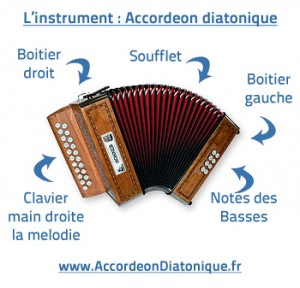 L'instrument : Accordeon diatonique
Boitier
droit
Soufflet
Boitier
gauche
Clavier
main droite
la melodie
Notes des
Basses
www.AccordeonDiatonique.fr